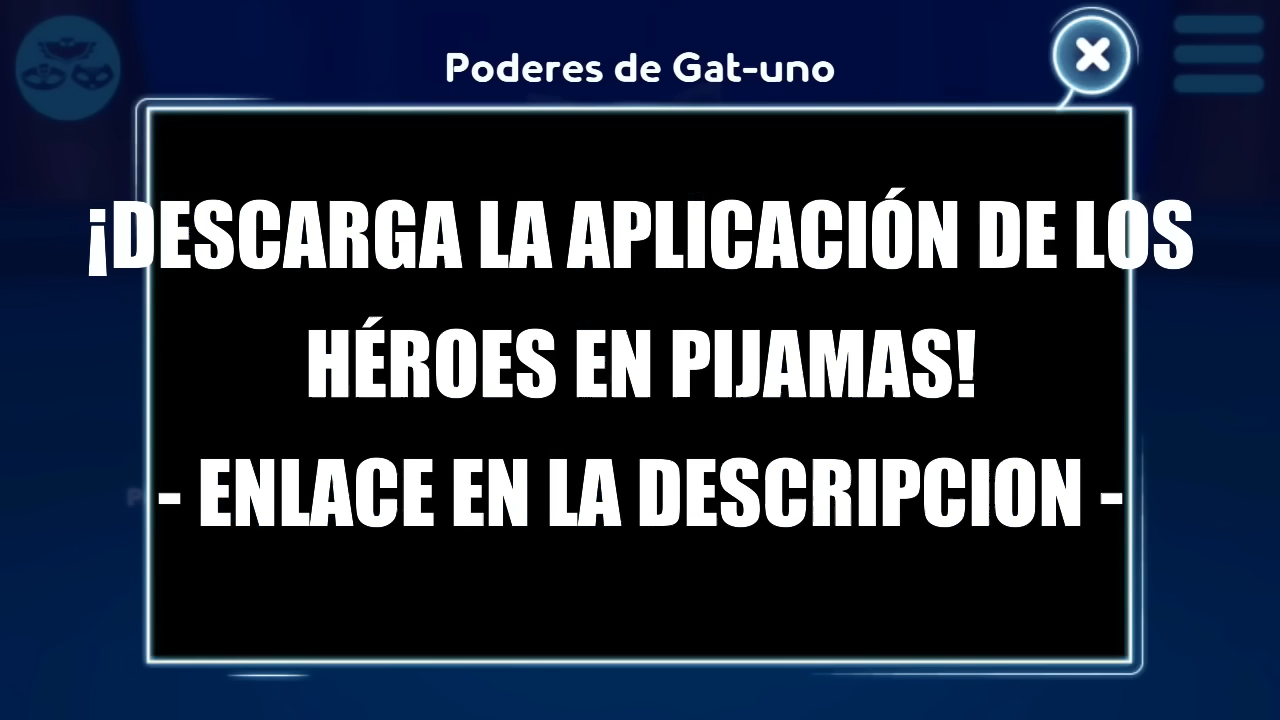 Poderes de Gat-uno
¡DESCARGA LA APLICACIÓN DE LOS
HÉROES EN PIJAMAS!
- ENLACE EN LA DESCRIPCION -